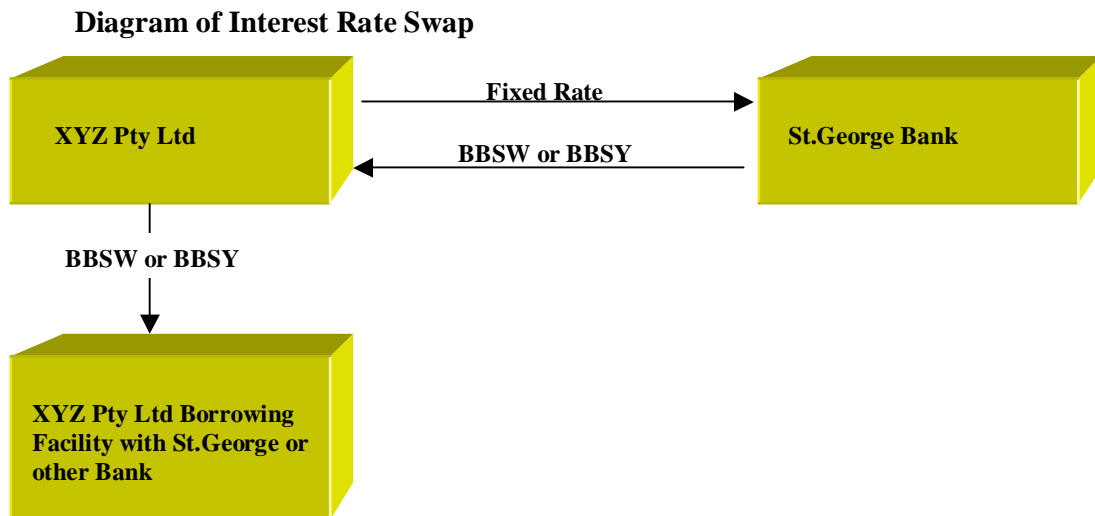 Diagram of Interest Rate Swap
XYZ Pty Ltd
Fixed Rate
St.George Bank
BBSW or BBSY
BBSW or BBSY
XYZ Pty Ltd Borrowing
Facility with St.George or
other Bank